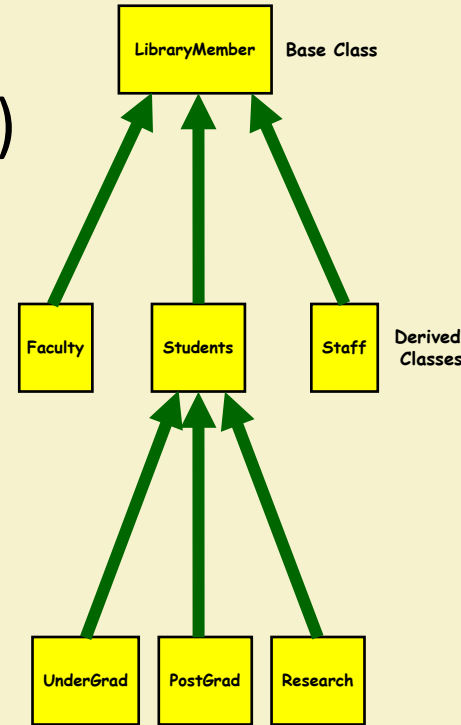 LibraryMember Base Class
)
Faculty Students Staff Derived
Classes
UnderGrad PostGrad Research